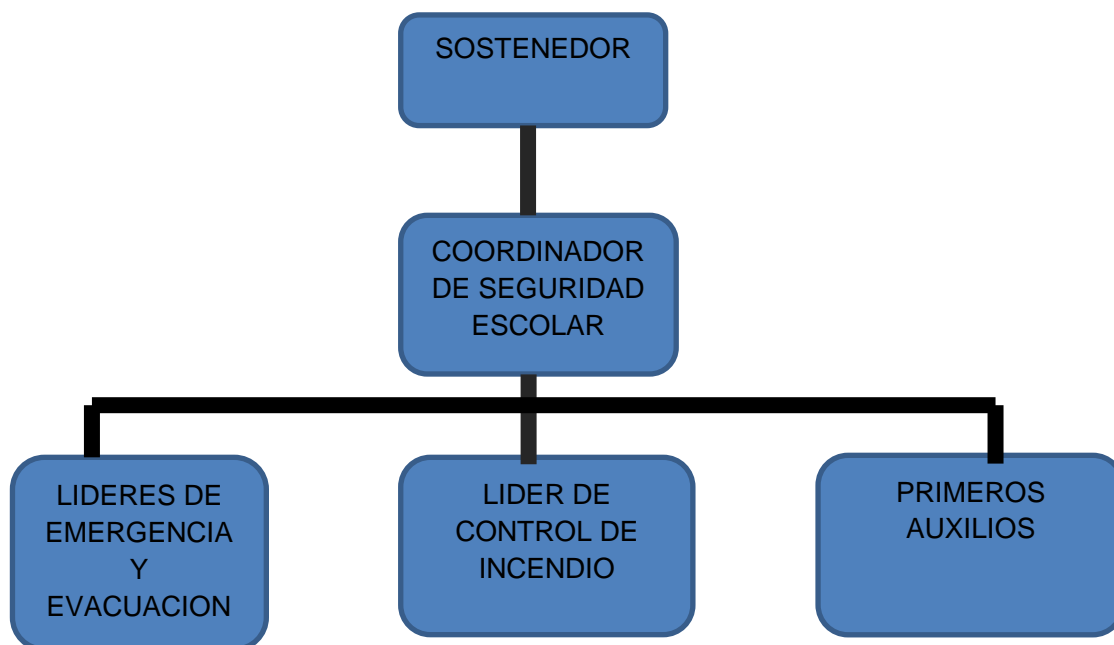 SOSTENEDOR
COORDINADOR
DE SEGURIDAD
ESCOLAR
LIDERES DE
EMERGENCIA
Y
EVACUACION
LIDER DE
CONTROL DE
INCENDIO
PRIMEROS
AUXILIOS